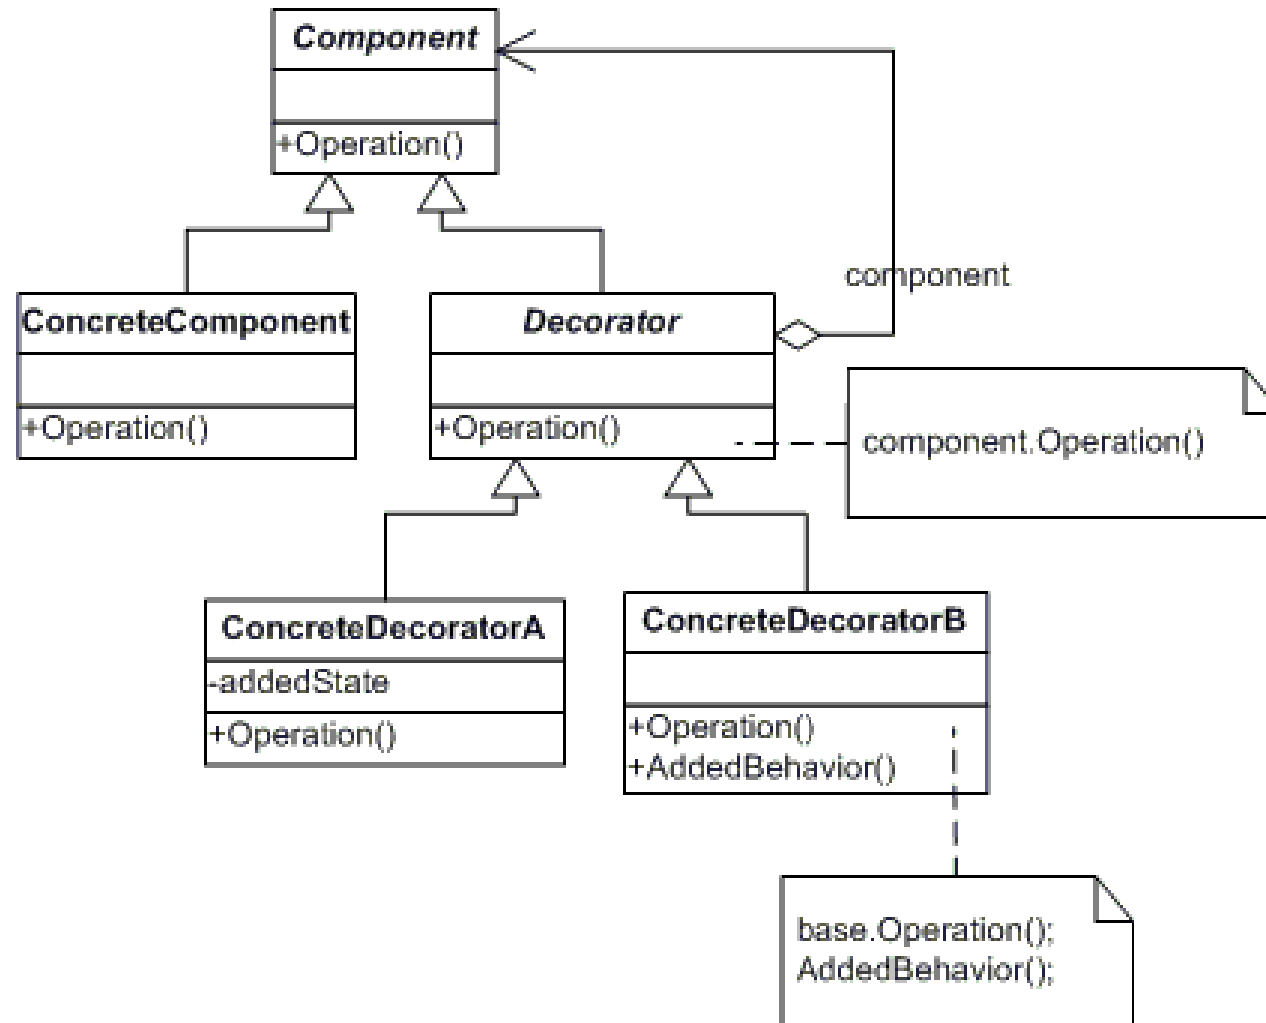 Component
+Operation()
component
ConcreteComponent
+Operation()
Decorator
+Operation()
component.Operation()
ConcreteDecoratorA
-addedState
+Operation()
ConcreteDecoratorB
+Operation()
+AddedBehavior()
base.Operation();
AddedBehavior();